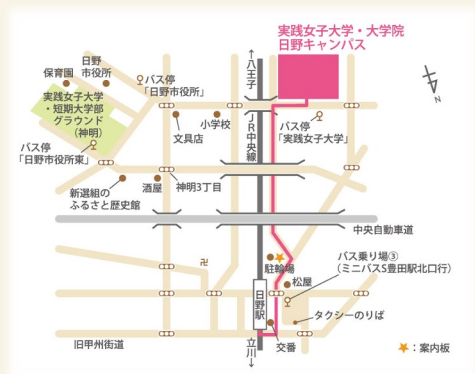 実践女子大学・大学院
日野キャンパス
↑八王子
日野
市役所
保育園
バス停
「日野市役所」
実践女子大学
・短期大学部
グラウンド
（神明）
バス停
「日野市役所東」
文具店
小学校
JR中央線
バス停
「実践女子大学」
N
新選組の
ふるさと歴史館
酒屋
神明3丁目
中央自動車道
卍
駐輪場
松屋
バス乗り場③
（ミニバスS豊田駅北口行）
日野駅
タクシーのりば
交番
旧甲州街道
立川↓
★：案内板